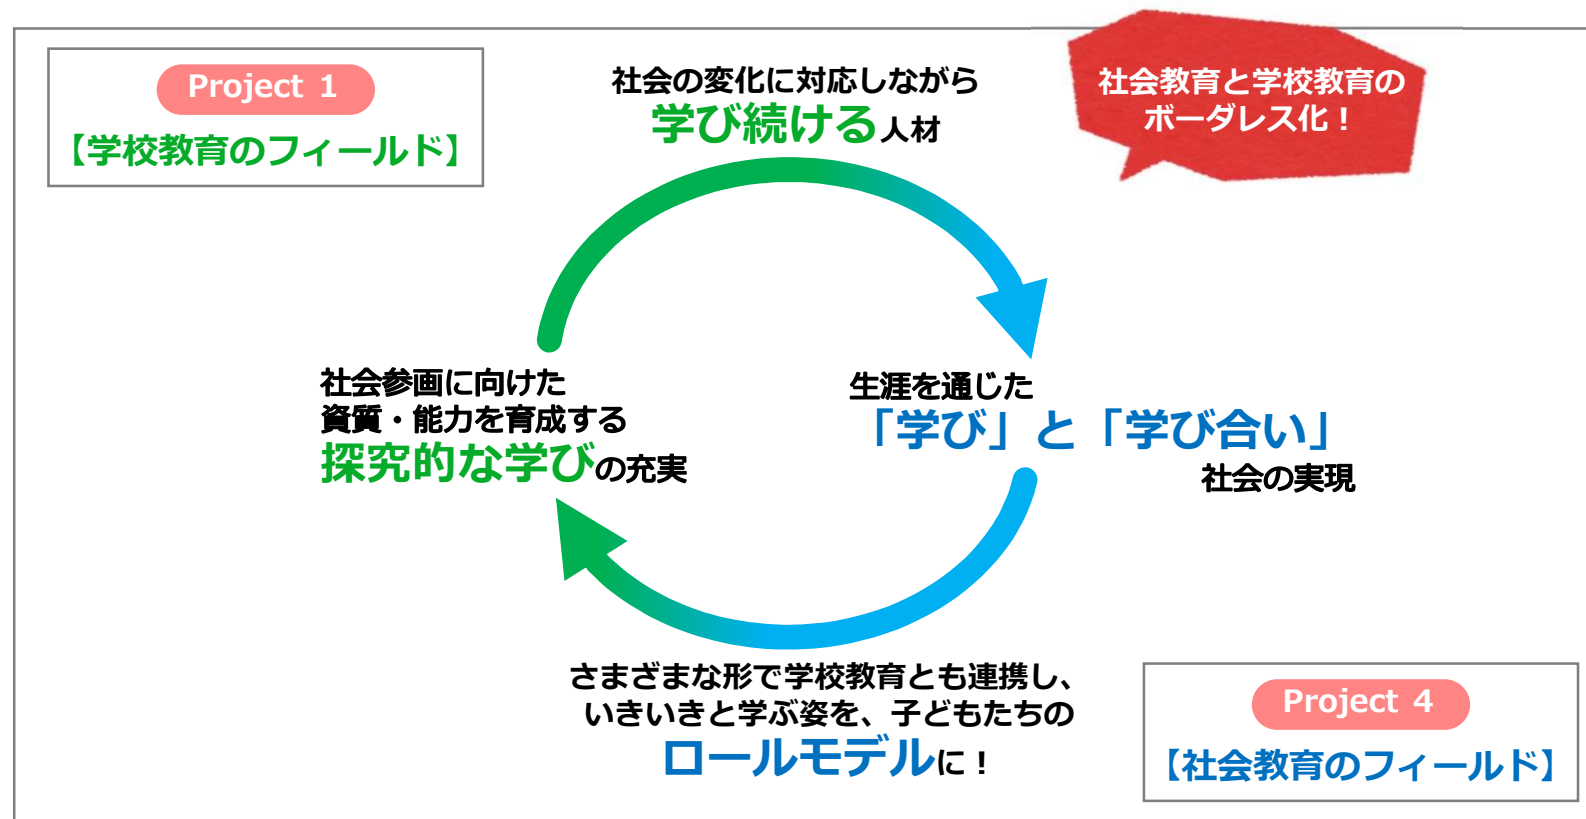 Project 1
【学校教育のフィールド】
社会の変化に対応しながら
学び続ける人材
社会教育と学校教育の
ボーダレス化！
社会参画に向けた
資質・能力を育成する
探究的な学びの充実
生涯を通じた
「学び」と「学び合い」
社会の実現
さまざまな形で学校教育とも連携し、
いきいきと学ぶ姿を、子どもたちの
ロールモデルに！
Project 4
【社会教育のフィールド】